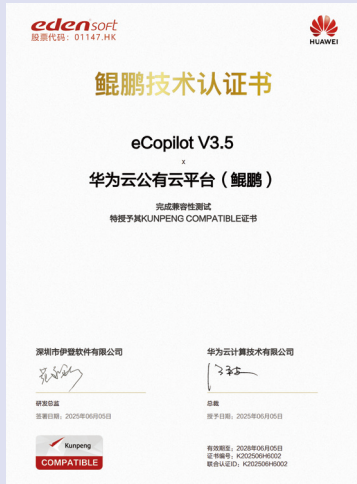 edensoft
股票代码：01147.HK
HUAWEI
鲲鹏技术认证书
eCopilot V3.5
x
华为云公有云平台（鲲鹏）
完成兼容性测试
特授予其KUNPENG COMPATIBLE证书
深圳市伊登软件有限公司
华为云计算技术有限公司
研发总监
总裁
签署日期：2025年06月05日
授予日期：2025年06月05日
Kunpeng
COMPATIBLE
有效期至：2028年06月05日
证书编号：K202506H6002
联合认证ID：K202506H6002